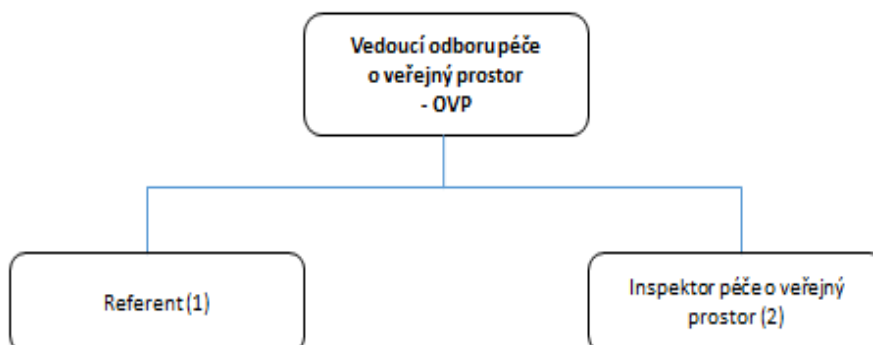 Vedoucí odboru péče
o veřejný prostor
- OVP
Referent (1)
Inspektor péče o veřejný
prostor (2)